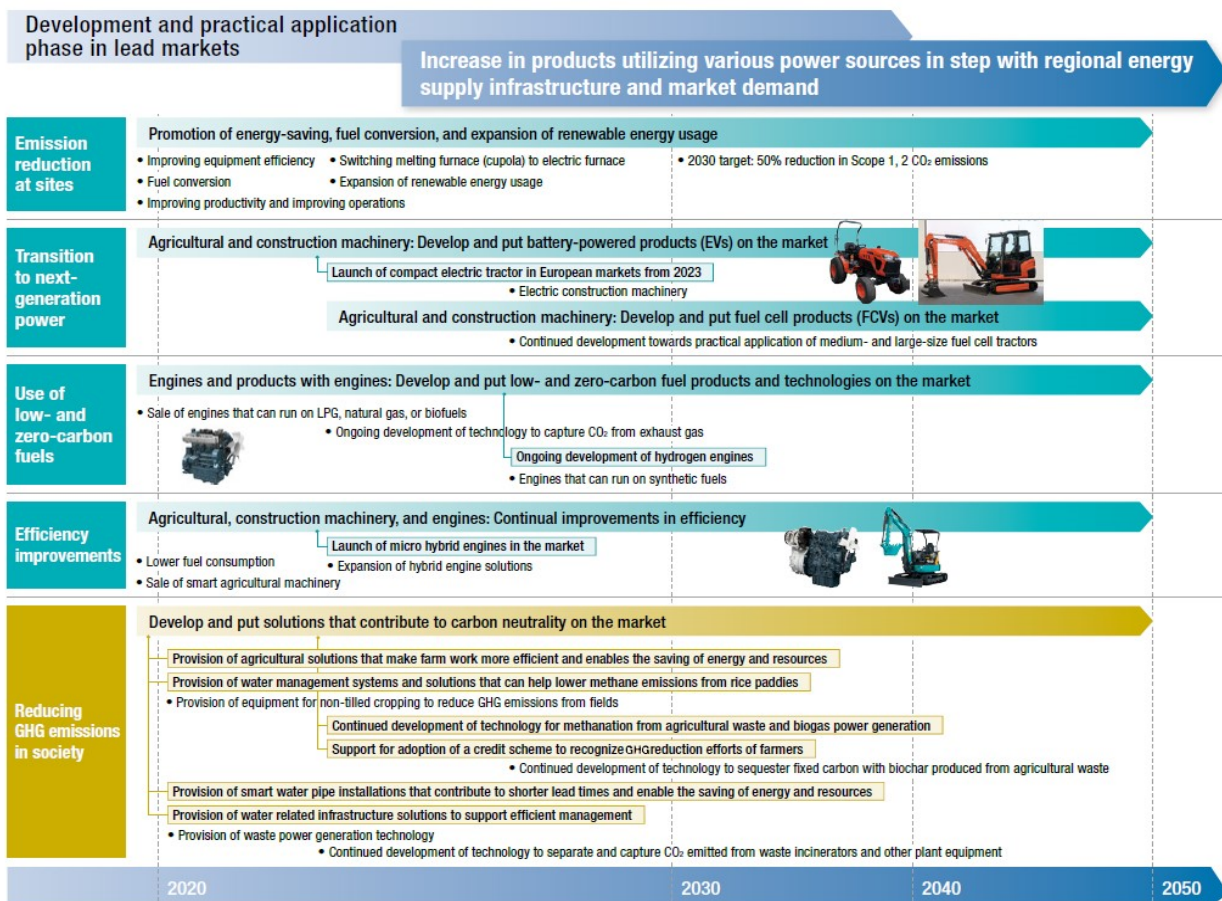 Development and practical application
phase in lead markets
Increase in products utilizing various power sources in step with regional energy
supply infrastructure and market demand
Emission
reduction
at sites
Promotion of energy-saving, fuel conversion, and expansion of renewable energy usage
• Improving equipment efficiency
• Switching melting furnace (cupola) to electric furnace
• 2030 target: 50% reduction in Scope 1, 2 CO₂ emissions
• Fuel conversion
• Expansion of renewable energy usage
• Improving productivity and improving operations
Transition
to next-
generation
power
Agricultural and construction machinery: Develop and put battery-powered products (EVs) on the market
Launch of compact electric tractor in European markets from 2023
• Electric construction machinery
Agricultural and construction machinery: Develop and put fuel cell products (FCVs) on the market
• Continued development towards practical application of medium- and large-size fuel cell tractors
Use of
low- and
zero-carbon
fuels
Engines and products with engines: Develop and put low- and zero-carbon fuel products and technologies on the market
• Sale of engines that can run on LPG, natural gas, or biofuels
• Ongoing development of technology to capture CO₂ from exhaust gas
Ongoing development of hydrogen engines
• Engines that can run on synthetic fuels
Efficiency
improvements
Agricultural, construction machinery, and engines: Continual improvements in efficiency
Launch of micro hybrid engines in the market
• Lower fuel consumption
• Expansion of hybrid engine solutions
• Sale of smart agricultural machinery
Reducing
GHG emissions
in society
Develop and put solutions that contribute to carbon neutrality on the market
Provision of agricultural solutions that make farm work more efficient and enables the saving of energy and resources
Provision of water management systems and solutions that can help lower methane emissions from rice paddies
• Provision of equipment for non-tilled cropping to reduce GHG emissions from fields
Continued development of technology for methanation from agricultural waste and biogas power generation
Support for adoption of a credit scheme to recognize GHG reduction efforts of farmers
• Continued development of technology to sequester fixed carbon with biochar produced from agricultural waste
Provision of smart water pipe installations that contribute to shorter lead times and enable the saving of energy and resources
Provision of water related infrastructure solutions to support efficient management
• Provision of waste power generation technology
• Continued development of technology to separate and capture CO₂ emitted from waste incinerators and other plant equipment
2020
2030
2040
2050